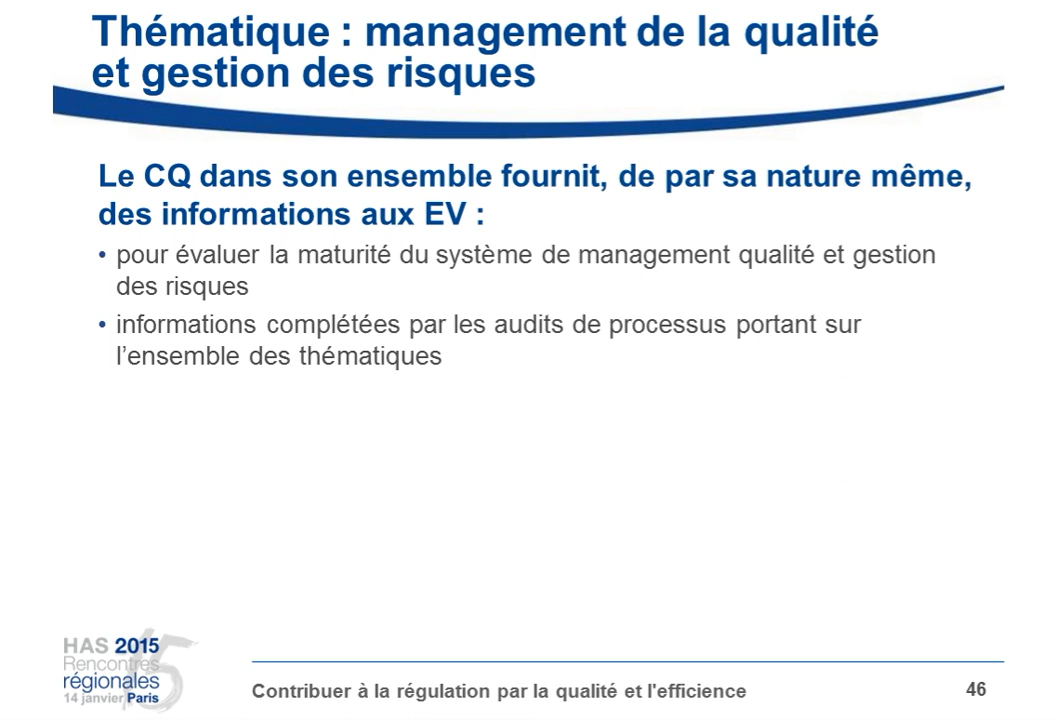 Thématique : management de la qualité
et gestion des risques
Le CQ dans son ensemble fournit, de par sa nature même,
des informations aux EV :
• pour évaluer la maturité du système de management qualité et gestion
des risques
• informations complétées par les audits de processus portant sur
l’ensemble des thématiques
HAS 2015
Rencontres
régionales
14 janvier Paris
15
Contribuer à la régulation par la qualité et l'efficience
46